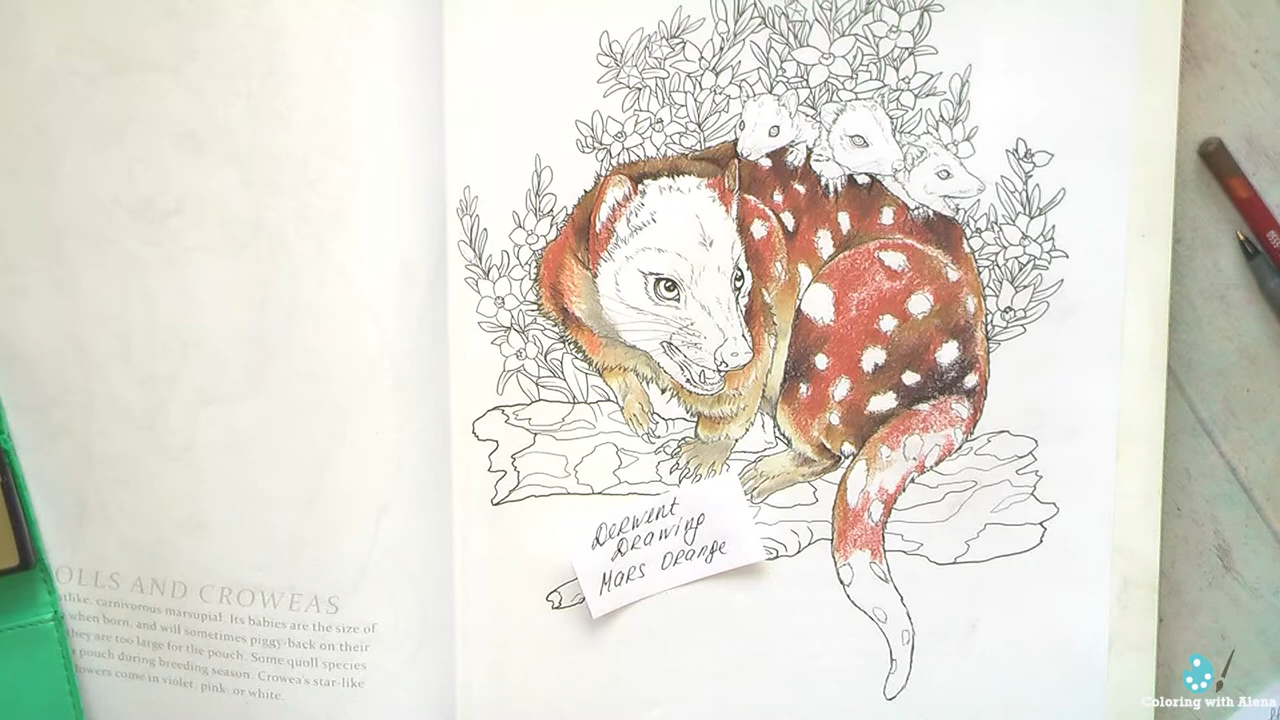 OLLS AND CROWEAS
like, carnivorous marsupial. Its babies are the size of
when born, and will sometimes piggy-back on their
they are too large for the pouch. Some quoll species
pouch during breeding season. Crowea's star-like
lowers come in violet, pink, or white.
DERWENT
DRAWING
MARS ORANGE
Coloring with Alena